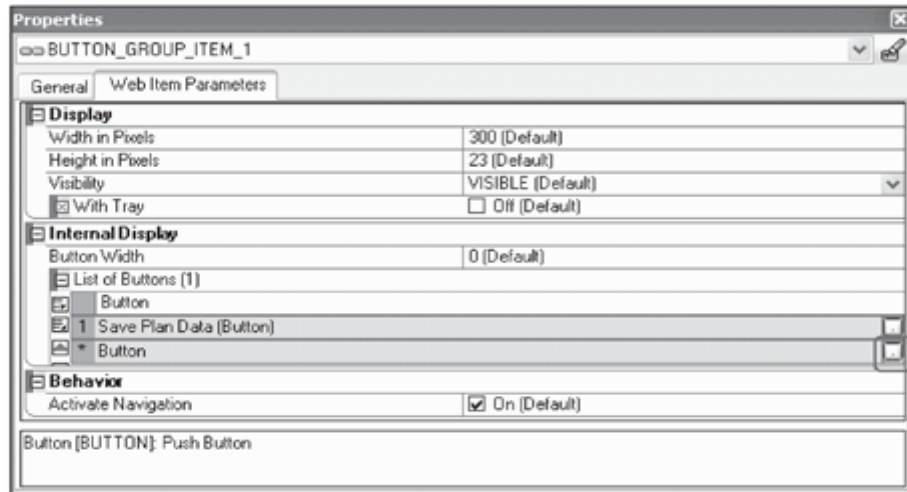 Properties
BUTTON_GROUP_ITEM_1
General Web Item Parameters
Display
Width in Pixels 300 (Default)
Height in Pixels 23 (Default)
Visibility VISIBLE (Default)
With Tray Off (Default)
Internal Display
Button Width 0 (Default)
List of Buttons (1)
Button
1 Save Plan Data (Button)
* Button
Behavior
Activate Navigation On (Default)
Button [BUTTON]: Push Button